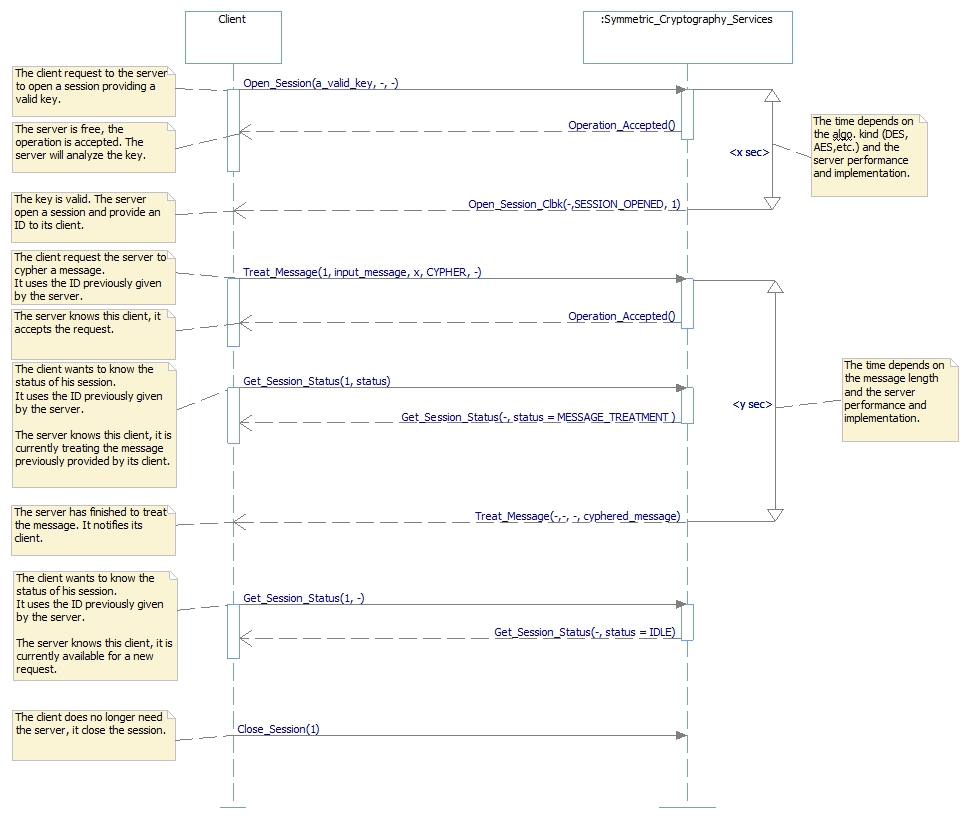 Client
:Symmetric_Cryptography_Services
The client request to the server
to open a session providing a
valid key.
Open_Session(a_valid_key, -, -)
The server is free, the
operation is accepted. The
server will analyze the key.
Operation_Accepted()
<x sec>
The time depends on
the algo. kind (DES,
AES,etc.) and the
server performance
and implementation.
The key is valid. The server
open a session and provide an
ID to its client.
Open_Session_Clbk(-,SESSION_OPENED, 1)
The client request the server to
cypher a message.
It uses the ID previously given
by the server.
Treat_Message(1, input_message, x, CYPHER, -)
The server knows this client, it
accepts the request.
Operation_Accepted()
The client wants to know the
status of his session.
It uses the ID previously given
by the server.
The server knows this client, it is
currently treating the message
previously provided by its client.
Get_Session_Status(1, status)
Get_Session_Status(-, status = MESSAGE_TREATMENT )
<y sec>
The time depends on
the message length
and the server
performance and
implementation.
The server has finished to treat
the message. It notifies its
client.
Treat_Message(-,-, -, cyphered_message)
The client wants to know the
status of his session.
It uses the ID previously given
by the server.
The server knows this client, it is
currently available for a new
request.
Get_Session_Status(1, -)
Get_Session_Status(-, status = IDLE)
The client does no longer need
the server, it close the session.
Close_Session(1)